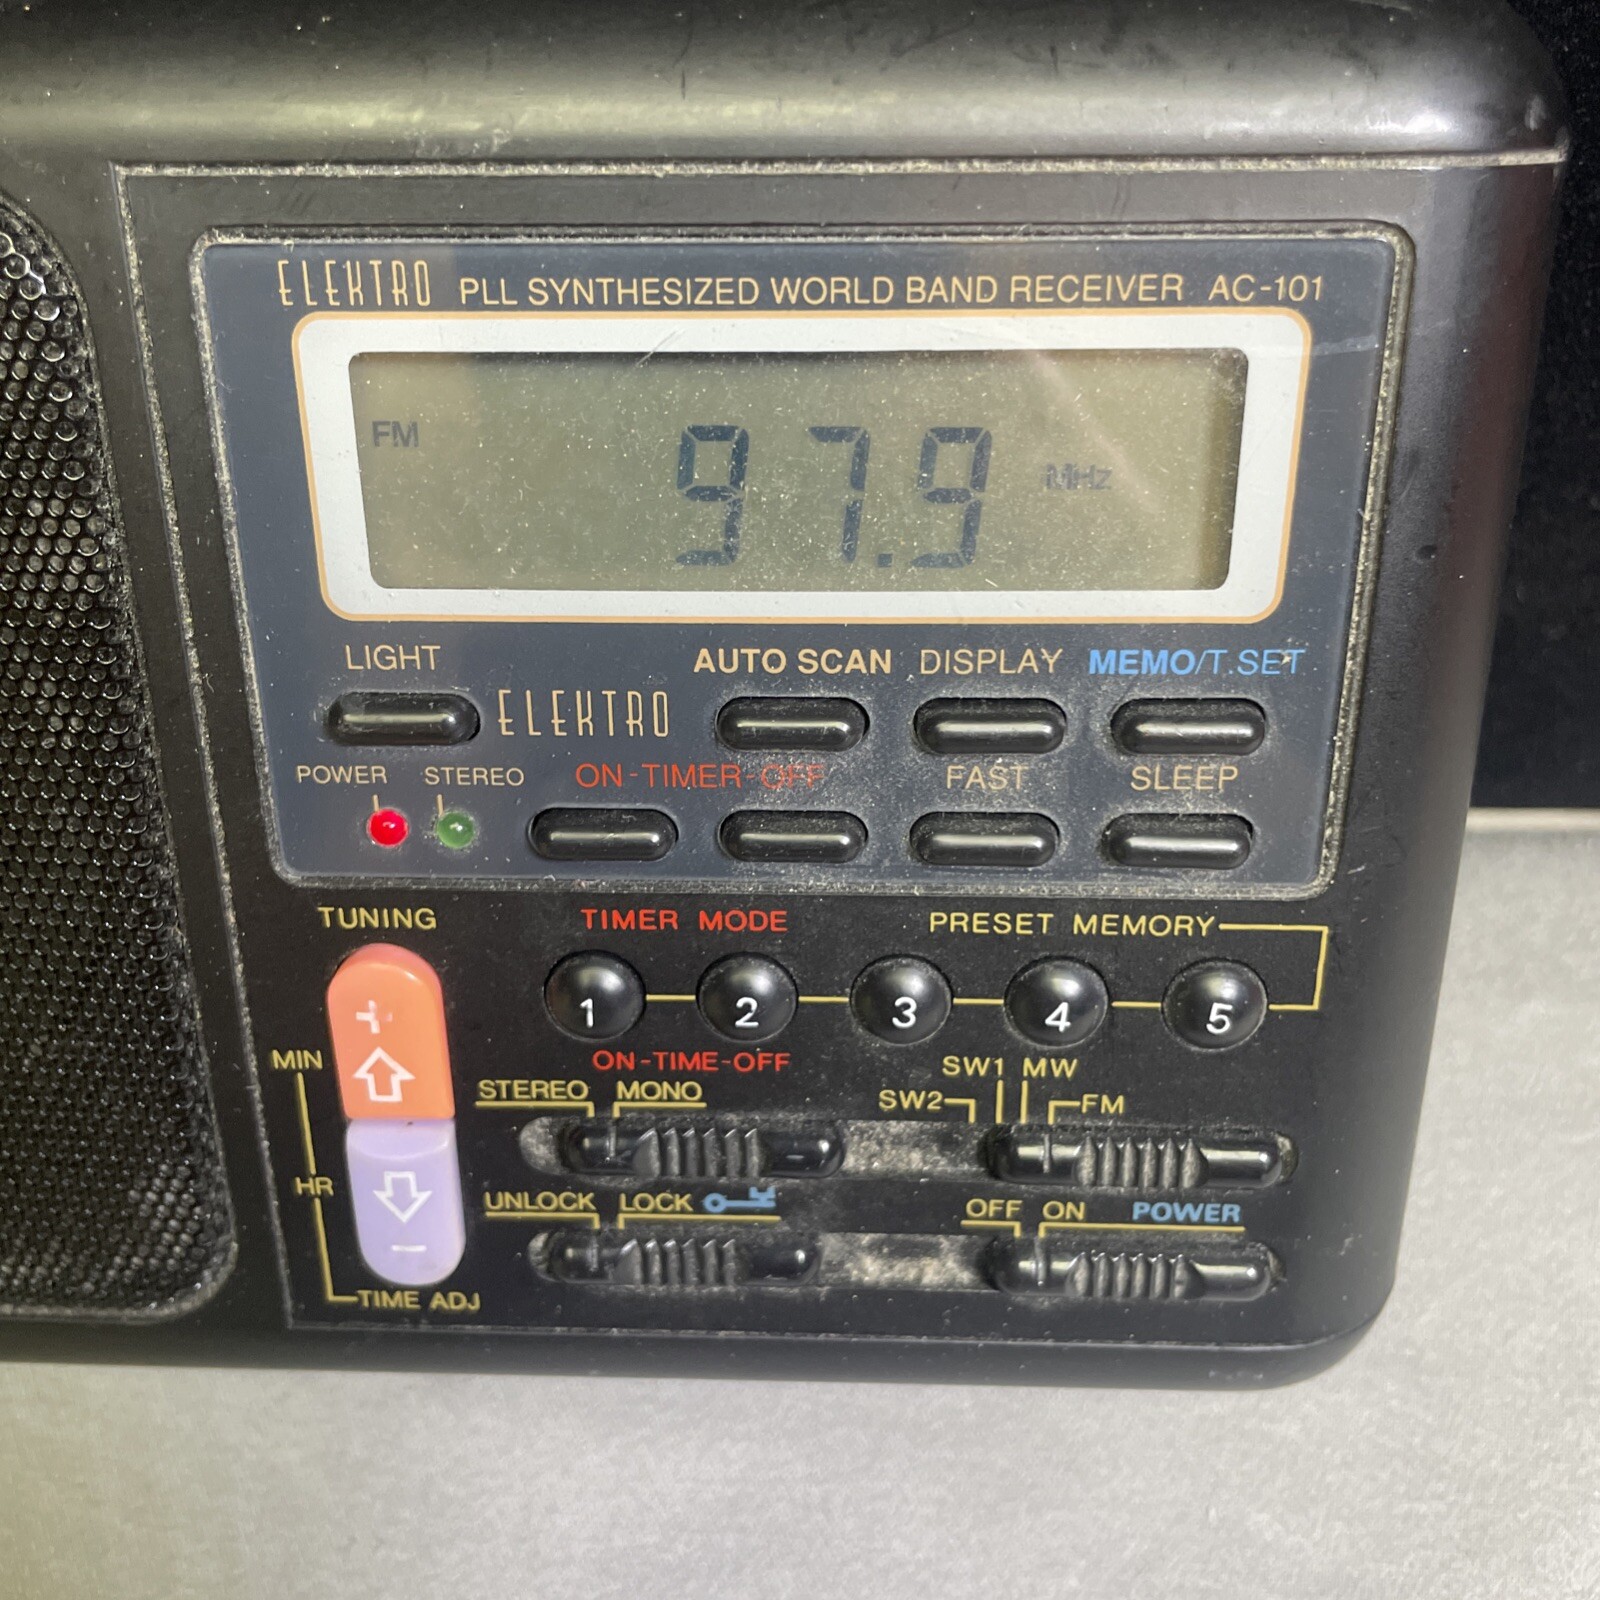 ELEKTRO PLL SYNTHESIZED WORLD BAND RECEIVER AC-101
FM 97.9 MHz
LIGHT AUTO SCAN DISPLAY MEMO/T.SET
ELEKTRO
POWER STEREO ON-TIMER-OFF FAST SLEEP
TUNING TIMER MODE PRESET MEMORY
+ 1 2 3 4 5
MIN ON-TIME-OFF SW1 MW
STEREO MONO SW2 FM
HR UNLOCK LOCK OFF ON POWER
-
TIME ADJ